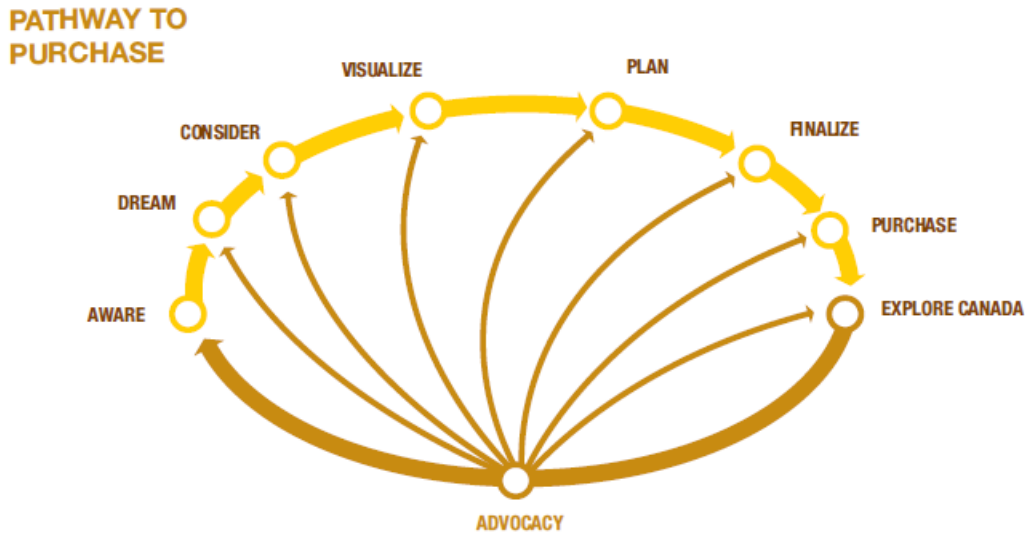 PATHWAY TO
PURCHASE
VISUALIZE
PLAN
CONSIDER
FINALIZE
DREAM
PURCHASE
AWARE
EXPLORE CANADA
ADVOCACY